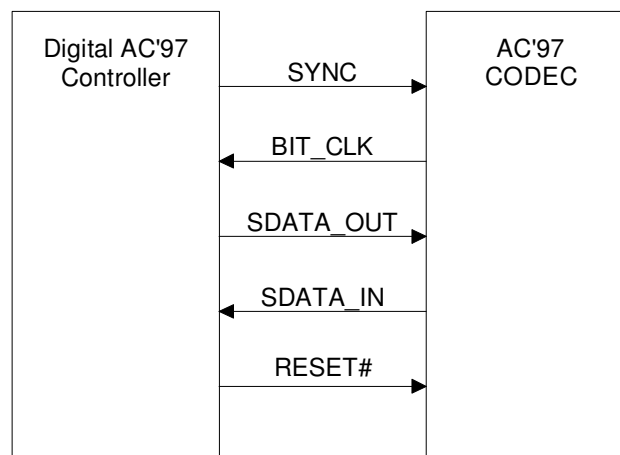 Digital AC'97
Controller
AC'97
CODEC
SYNC
BIT_CLK
SDATA_OUT
SDATA_IN
RESET#